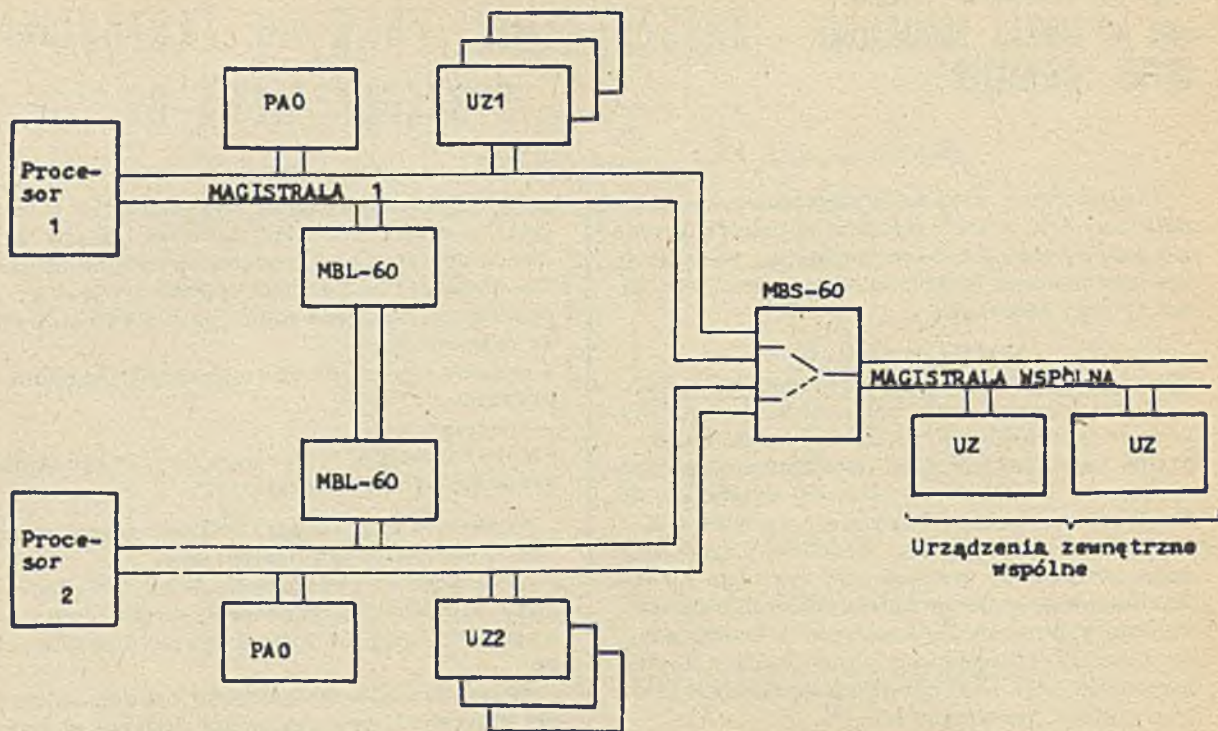 PAO
UZ1
Proce-
sor
1
MAGISTRALA 1
MBL-60
MBS-60
MAGISTRALA WSPÓLNA
UZ
UZ
MBL-60
Proce-
sor
2
Urządzenia zewnętrzne
wspólne
PAO
UZ2